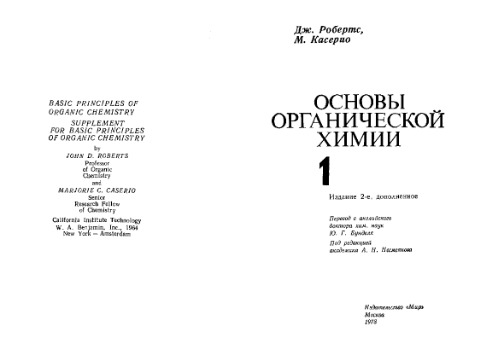 BASIC PRINCIPLES OF
ORGANIC CHEMISTRY
SUPPLEMENT
FOR BASIC PRINCIPLES
OF ORGANIC CHEMISTRY
by
JOHN D. ROBERTS
Professor
of Organic
Chemistry
and
MARJORIE C. CASERIO
Senior
Research Fellow
of Chemistry
California Institute Technology
W. A. Benjamin, Inc., 1964
New York — Amsterdam
Дж. Робертс,
М. Касерио
ОСНОВЫ
ОРГАНИЧЕСКОЙ
ХИМИИ
1
Издание 2-е, дополненное
Перевод с английского
доктора хим. наук
Ю. Г. Бунделя
Под редакцией
академика А. Н. Несмеянова
Издательство «Мир»
Москва
1978